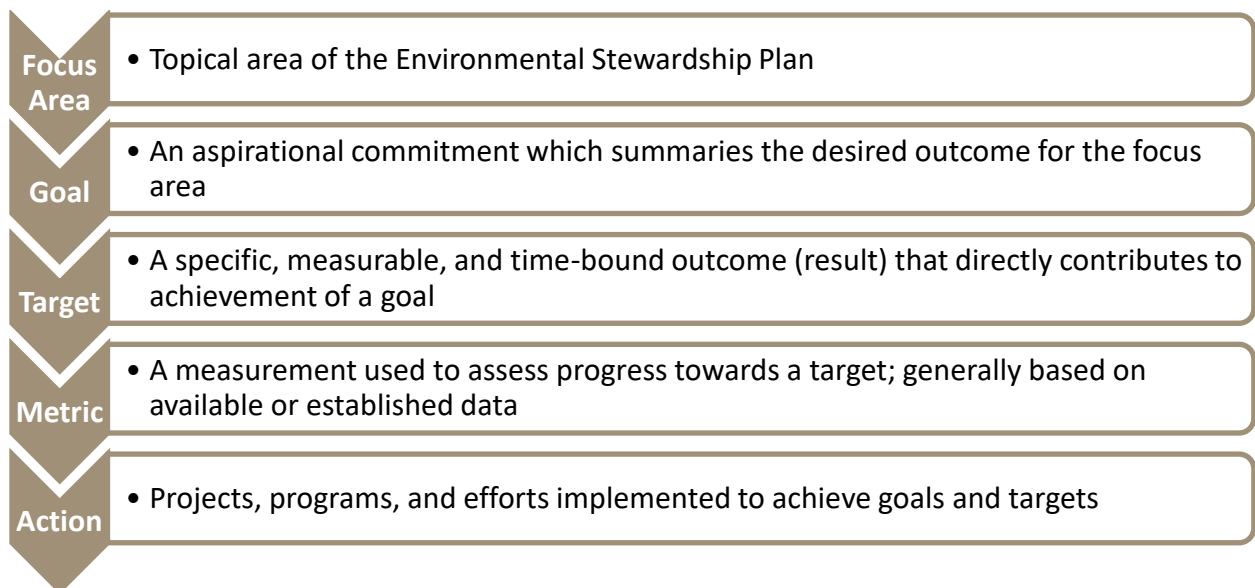 Focus
Area
• Topical area of the Environmental Stewardship Plan
Goal
• An aspirational commitment which summaries the desired outcome for the focus
area
Target
• A specific, measurable, and time-bound outcome (result) that directly contributes to
achievement of a goal
Metric
• A measurement used to assess progress towards a target; generally based on
available or established data
Action
• Projects, programs, and efforts implemented to achieve goals and targets